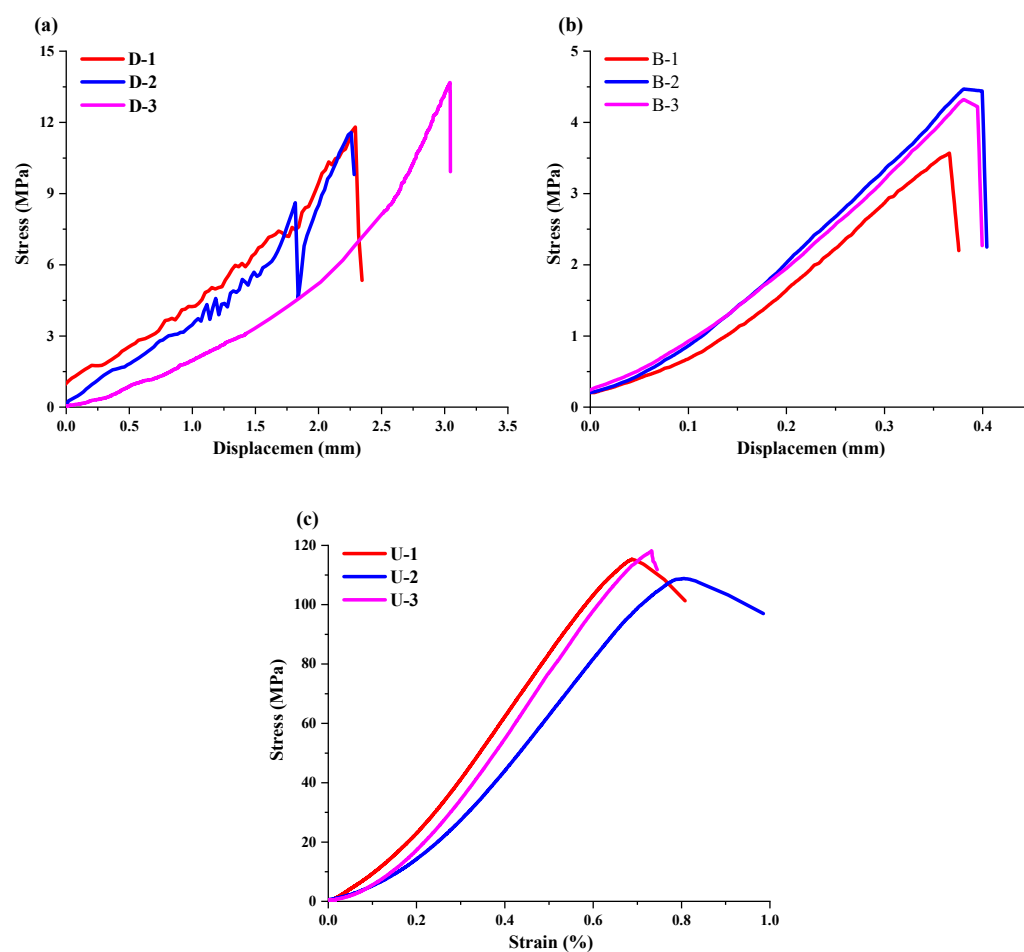 (a)
D-1
D-2
D-3
15
12
9
6
3
0
Stress (MPa)
0.0 0.5 1.0 1.5 2.0 2.5 3.0 3.5
Displacemen (mm)
(b)
B-1
B-2
B-3
5
4
3
2
1
0
Stress (MPa)
0.0 0.1 0.2 0.3 0.4
Displacemen (mm)
(c)
U-1
U-2
U-3
120
100
80
60
40
20
0
Stress (MPa)
0.0 0.2 0.4 0.6 0.8 1.0
Strain (%)